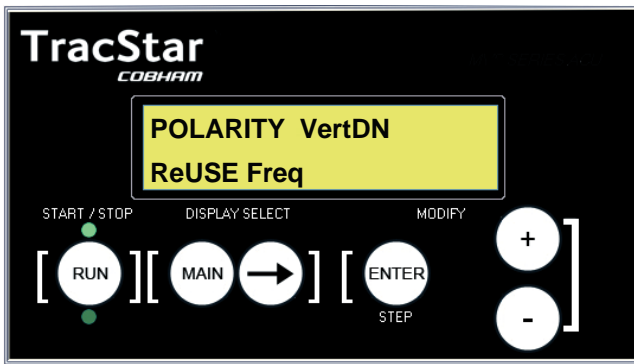 TracStar
COBHAM
POLARITY VertDN
ReUSE Freq
START / STOP DISPLAY SELECT MODIFY
[ RUN ] [ MAIN → ] [ ENTER + ]
STEP -